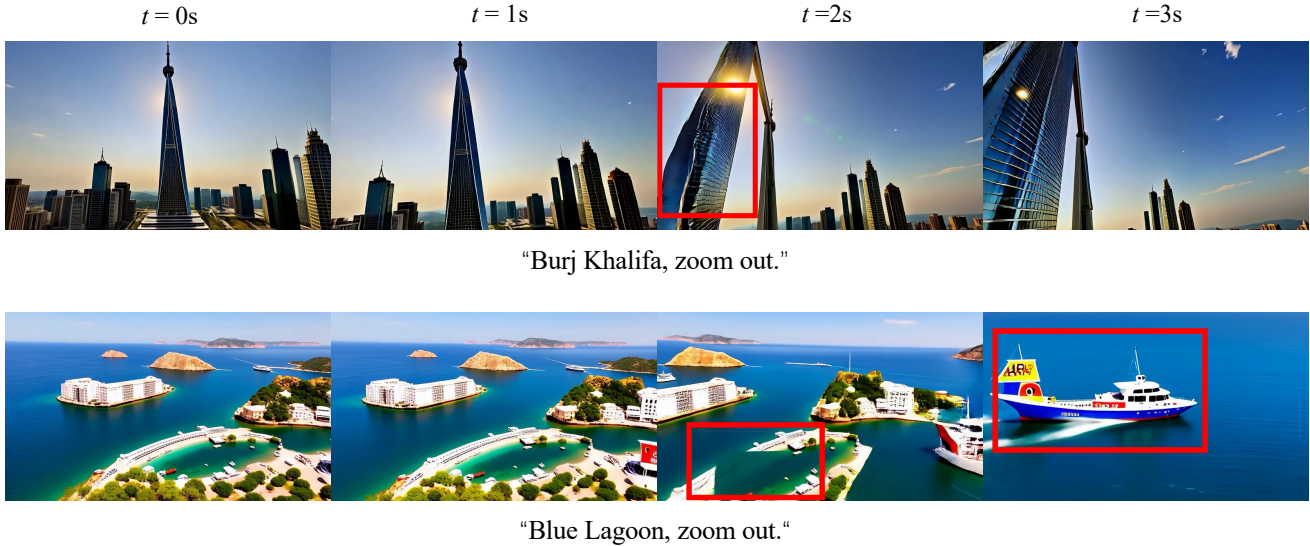 t = 0s
t = 1s
t =2s
t =3s
"Burj Khalifa, zoom out."
"Blue Lagoon, zoom out.“